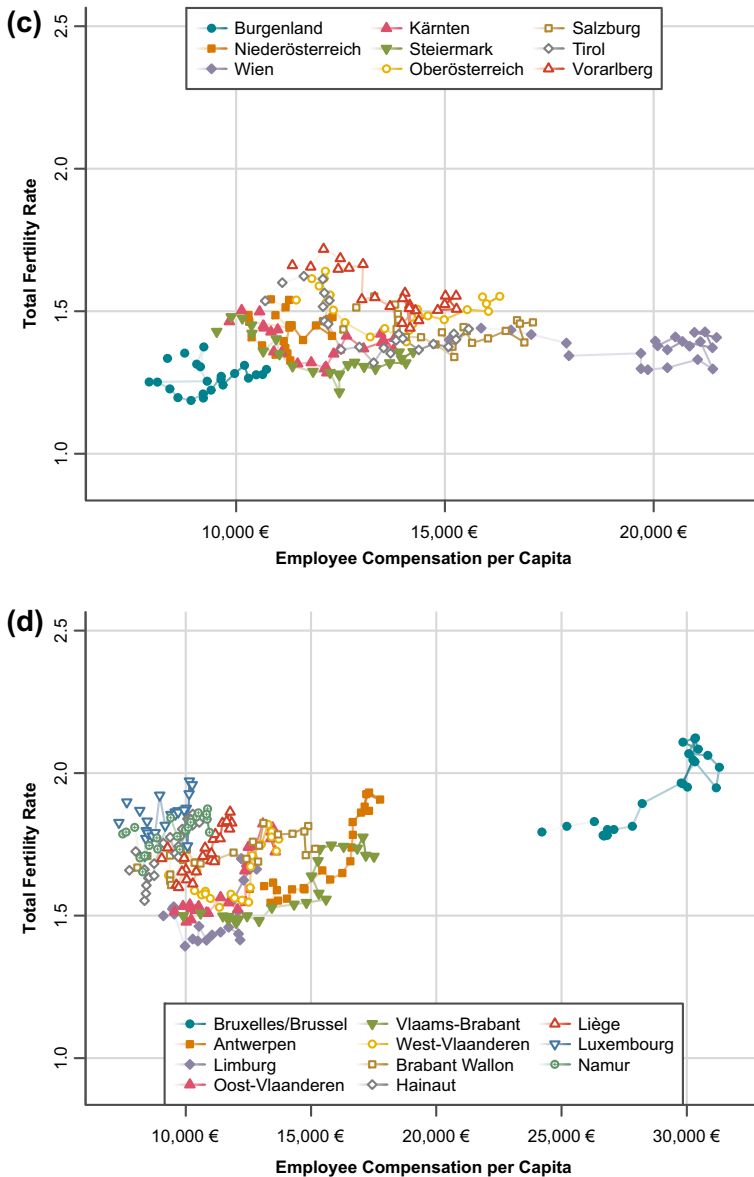 (c)
2.5
2.0
1.5
1.0
Total Fertility Rate
Burgenland
Niederösterreich
Wien
Kärnten
Steiermark
Oberösterreich
Salzburg
Tirol
Vorarlberg
10,000 € 15,000 € 20,000 €
Employee Compensation per Capita
(d)
2.5
2.0
1.5
1.0
Total Fertility Rate
Bruxelles/Brussel
Antwerpen
Limburg
Oost-Vlaanderen
Vlaams-Brabant
West-Vlaanderen
Brabant Wallon
Hainaut
Liège
Luxembourg
Namur
10,000 € 15,000 € 20,000 € 25,000 € 30,000 €
Employee Compensation per Capita